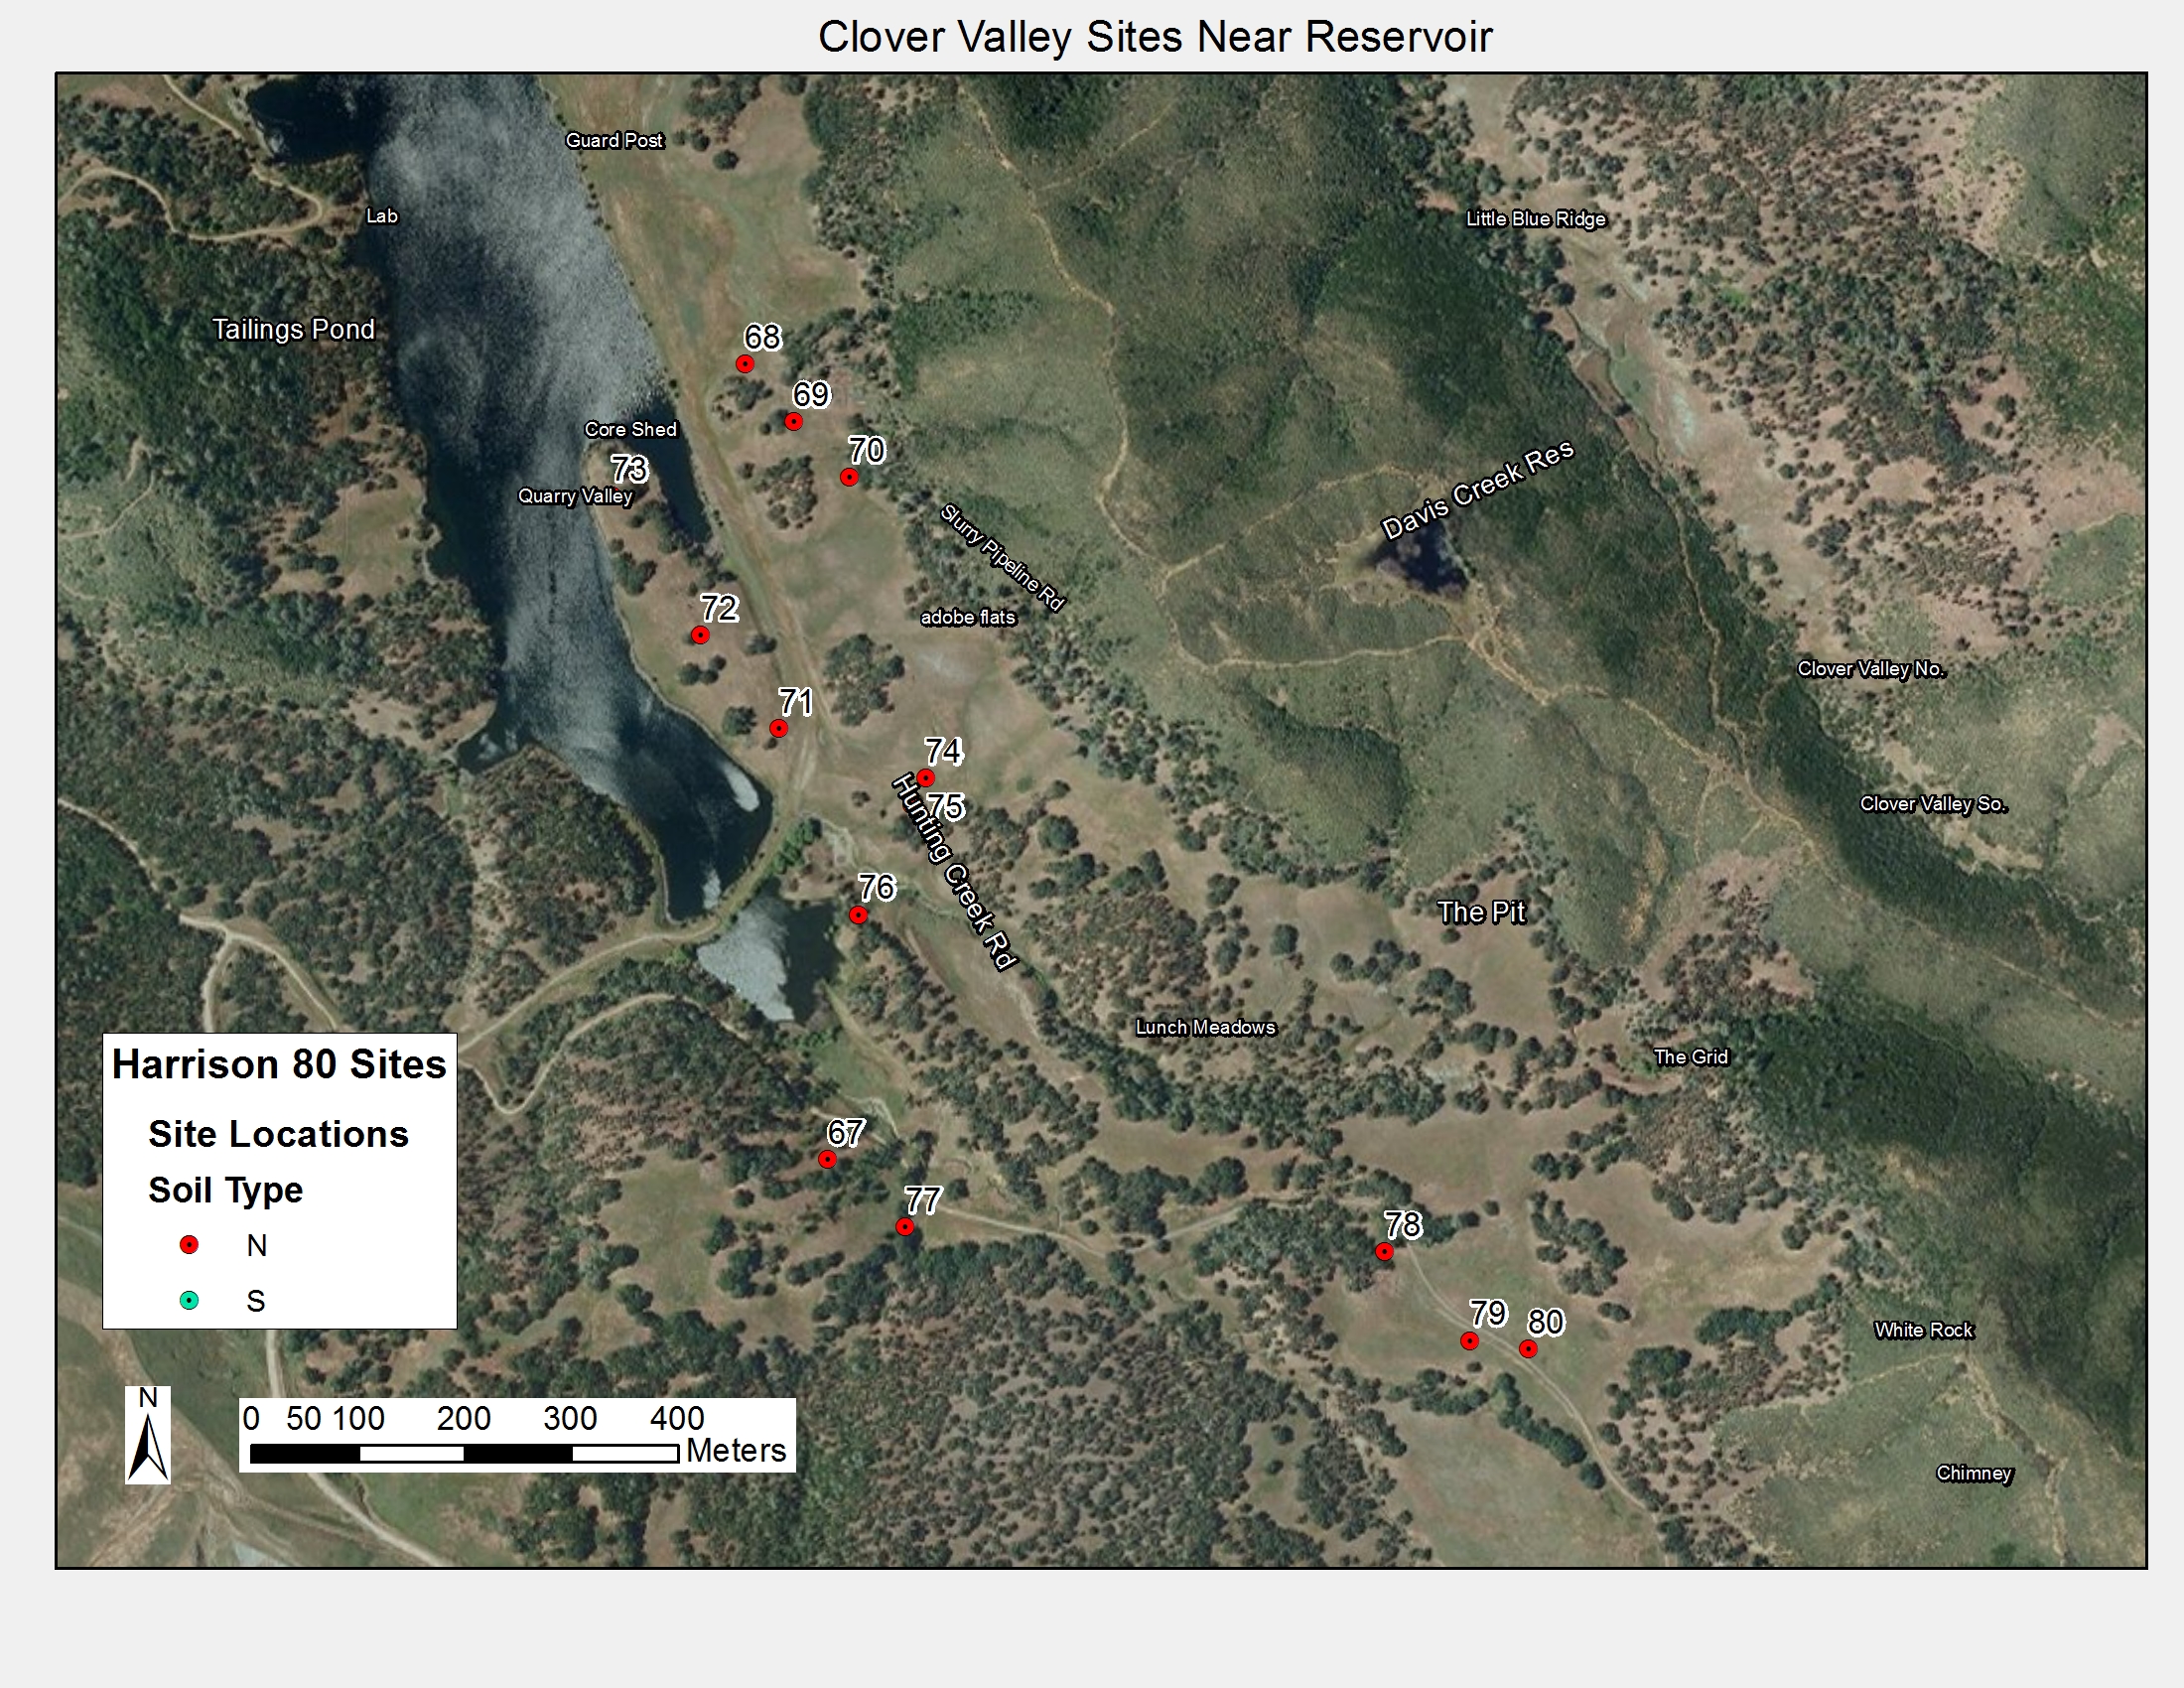 Clover Valley Sites Near Reservoir
Guard Post
Lab
Little Blue Ridge
Tailings Pond
68
69
Core Shed
70
73
Quarry Valley
Davis Creek Res
Slurry Pipeline Rd
72
adobe flats
Clover Valley No.
71
74
75
Clover Valley So.
Hunting Creek Rd
76
The Pit
Lunch Meadows
The Grid
67
77
78
79
80
White Rock
Chimney
Harrison 80 Sites
Site Locations
Soil Type
N
S
N
0 50 100 200 300 400
Meters